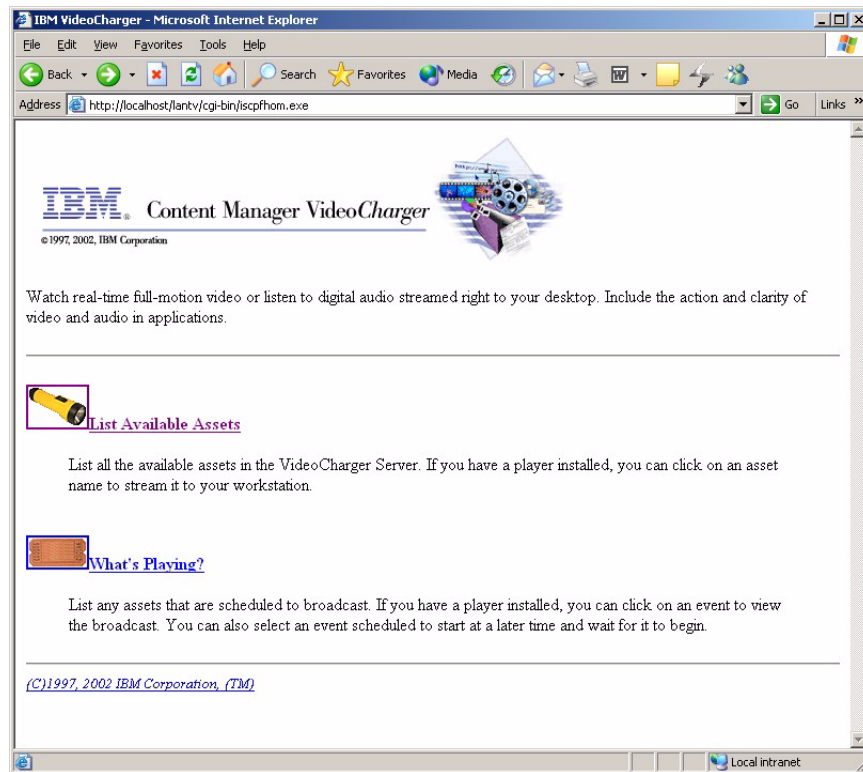 IBM VideoCharger - Microsoft Internet Explorer
File Edit View Favorites Tools Help
Back Search Favorites Media
Address http://localhost/lantv/cgi-bin/iscpfhom.exe Go Links »
IBM® Content Manager VideoCharger
© 1997, 2002, IBM Corporation
Watch real-time full-motion video or listen to digital audio streamed right to your desktop. Include the action and clarity of
video and audio in applications.
List Available Assets
List all the available assets in the VideoCharger Server. If you have a player installed, you can click on an asset
name to stream it to your workstation.
What's Playing?
List any assets that are scheduled to broadcast. If you have a player installed, you can click on an event to view
the broadcast. You can also select an event scheduled to start at a later time and wait for it to begin.
(C)1997, 2002 IBM Corporation, (TM)
Local intranet